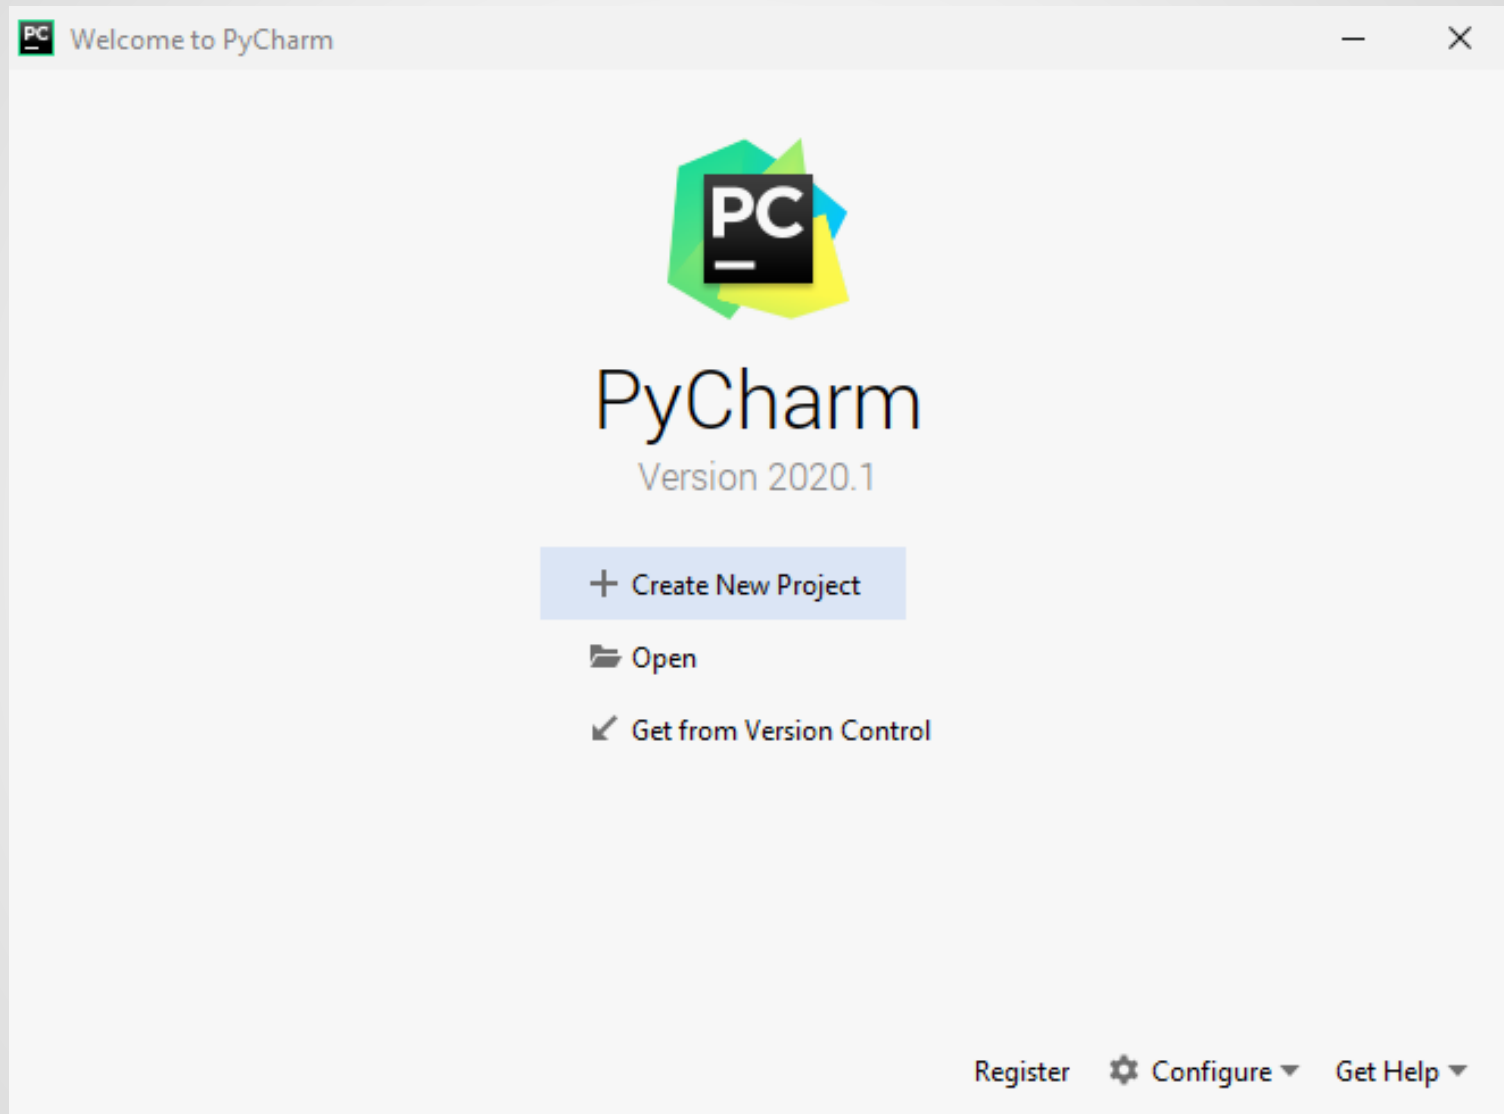 PC Welcome to PyCharm
PC
PyCharm
Version 2020.1
Create New Project
Open
Get from Version Control
Register Configure Get Help